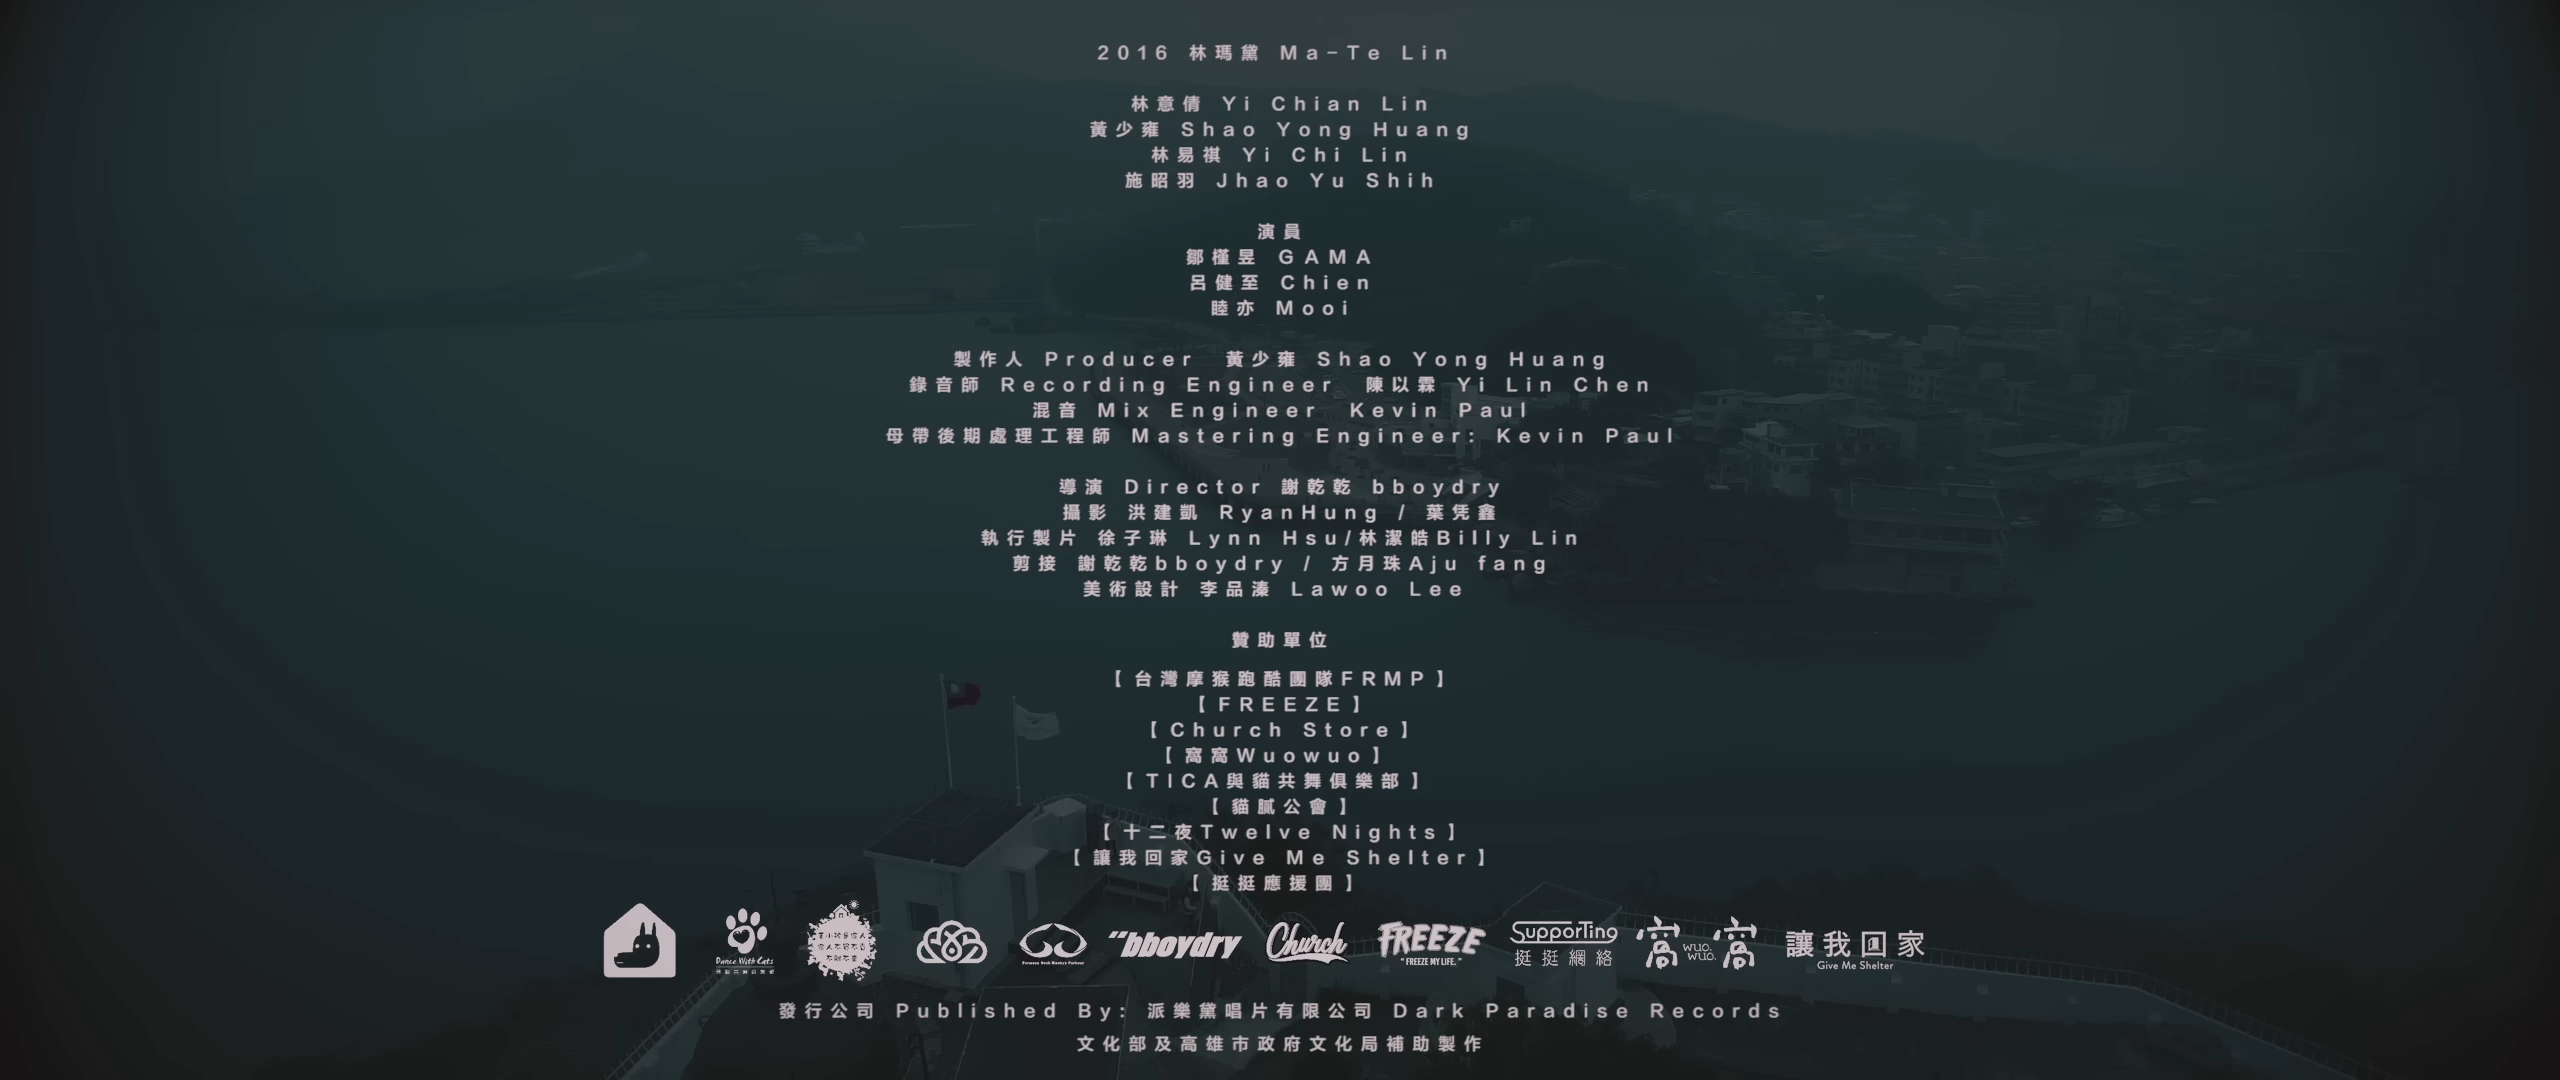 2016 林瑪黛 Ma-Te Lin
林意倩 Yi Chian Lin
黃少雍 Shao Yong Huang
林易祺 Yi Chi Lin
施昭羽 Jhao Yu Shih
演員
鄒槿昱 GAMA
呂健至 Chien
睦亦 Mooi
製作人 Producer 黃少雍 Shao Yong Huang
錄音師 Recording Engineer 陳以霖 Yi Lin Chen
混音 Mix Engineer Kevin Paul
母帶後期處理工程師 Mastering Engineer: Kevin Paul
導演 Director 謝乾乾 bboydry
攝影 洪建凱 RyanHung / 葉凭鑫
執行製片 徐子琳 Lynn Hsu/林潔皓Billy Lin
剪接 謝乾乾bboydry / 方月珠Aju fang
美術設計 李品溱 Lawoo Lee
贊助單位
【台灣摩猴跑酷團隊FRMP】
【FREEZE】
【Church Store】
【窩窩Wuowuo】
【TICA與貓共舞俱樂部】
【貓膩公會】
【十二夜Twelve Nights】
【讓我回家Give Me Shelter】
【挺挺應援團】
Dance With Cats
"bboydry
Church
FREEZE
"FREEZE MY LIFE."
SupporTing
挺挺網絡
窩 wuo. wuo. 窩
讓我回家
Give Me Shelter
發行公司 Published By: 派樂黛唱片有限公司 Dark Paradise Records
文化部及高雄市政府文化局補助製作